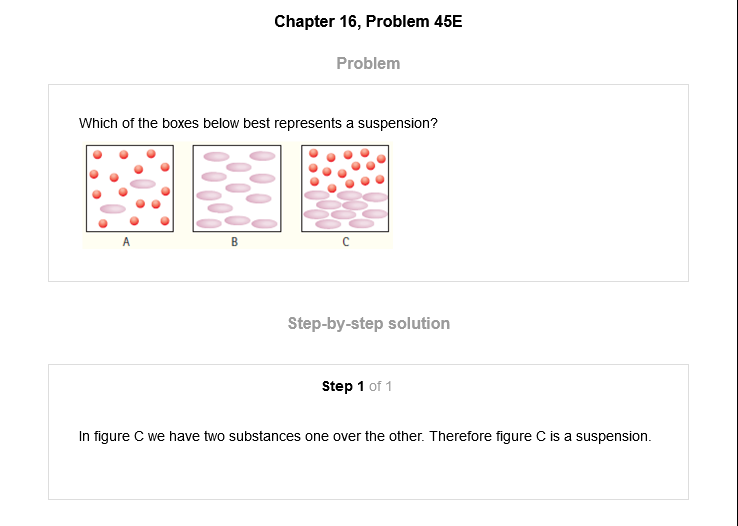 Chapter 16, Problem 45E
Problem
Which of the boxes below best represents a suspension?
A B C
Step-by-step solution
Step 1 of 1
In figure C we have two substances one over the other. Therefore figure C is a suspension.